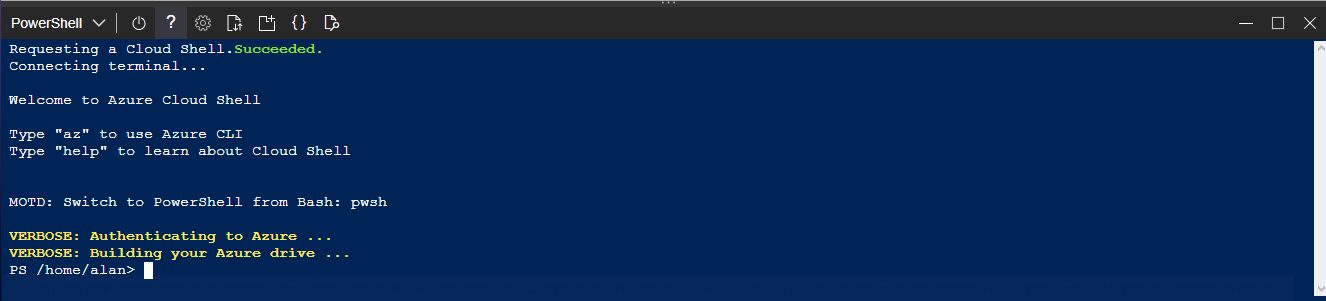 PowerShell
?
{}
Requesting a Cloud Shell.Succeeded.
Connecting terminal...
Welcome to Azure Cloud Shell
Type "az" to use Azure CLI
Type "help" to learn about Cloud Shell
MOTD: Switch to PowerShell from Bash: pwsh
VERBOSE: Authenticating to Azure ...
VERBOSE: Building your Azure drive ...
PS /home/alan>